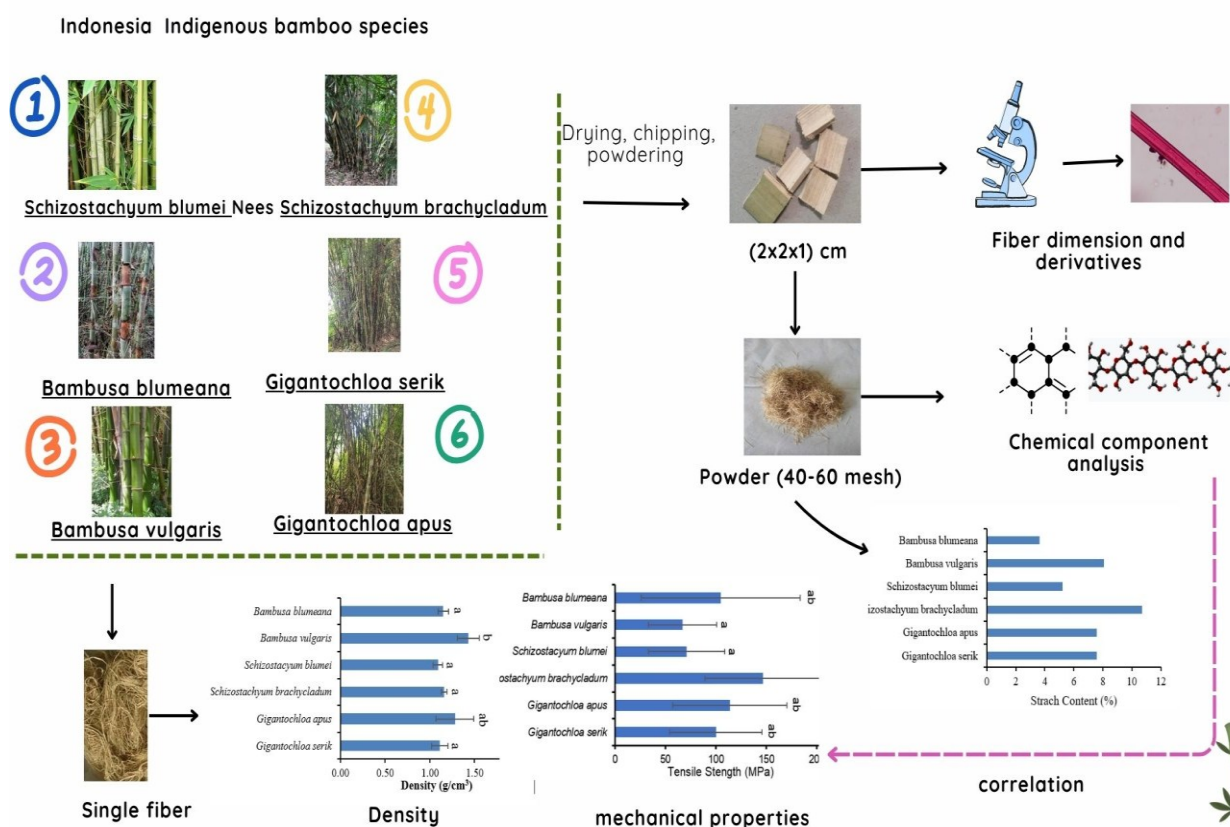 Indonesia Indigenous bamboo species
1
4
Schizostachyum blumei Nees
Schizostachyum brachycladum
2
5
Bambusa blumeana
Gigantochloa serik
3
6
Bambusa vulgaris
Gigantochloa apus
Drying, chipping,
powdering
(2x2x1) cm
Fiber dimension and
derivatives
Powder (40-60 mesh)
Chemical component
analysis
Bambusa blumeana
Bambusa vulgaris
Schizostacyum blumei
izostachyum brachycladum
Gigantochloa apus
Gigantochloa serik
0 2 4 6 8 10 12
Strach Content (%)
correlation
Single fiber
Bambusa blumeana
a
Bambusa vulgaris
b
Schizostacyum blumei
a
Schizostachyum brachycladum
a
Gigantochloa apus
ab
Gigantochloa serik
a
0.00 0.50 1.00 1.50
Density (g/cm³)
Density
Bambusa blumeana
ab
Bambusa vulgaris
a
Schizostacyum blumei
a
ostachyum brachycladum
Gigantochloa apus
ab
Gigantochloa serik
ab
0 50 100 150 20
Tensile Stength (MPa)
mechanical properties